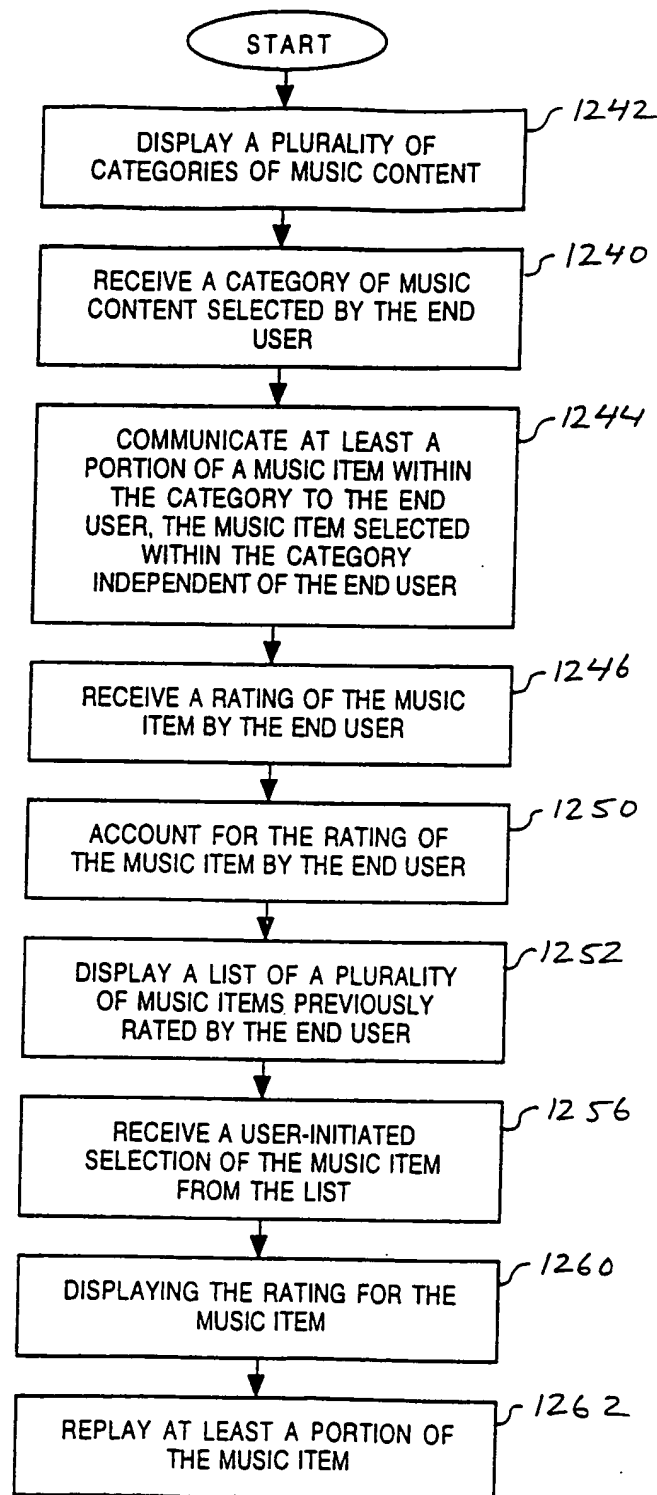 START
1242
DISPLAY A PLURALITY OF
CATEGORIES OF MUSIC CONTENT
1240
RECEIVE A CATEGORY OF MUSIC
CONTENT SELECTED BY THE END
USER
1244
COMMUNICATE AT LEAST A
PORTION OF A MUSIC ITEM WITHIN
THE CATEGORY TO THE END
USER, THE MUSIC ITEM SELECTED
WITHIN THE CATEGORY
INDEPENDENT OF THE END USER
1246
RECEIVE A RATING OF THE MUSIC
ITEM BY THE END USER
1250
ACCOUNT FOR THE RATING OF
THE MUSIC ITEM BY THE END USER
1252
DISPLAY A LIST OF A PLURALITY
OF MUSIC ITEMS PREVIOUSLY
RATED BY THE END USER
1256
RECEIVE A USER-INITIATED
SELECTION OF THE MUSIC ITEM
FROM THE LIST
1260
DISPLAYING THE RATING FOR THE
MUSIC ITEM
1262
REPLAY AT LEAST A PORTION OF
THE MUSIC ITEM